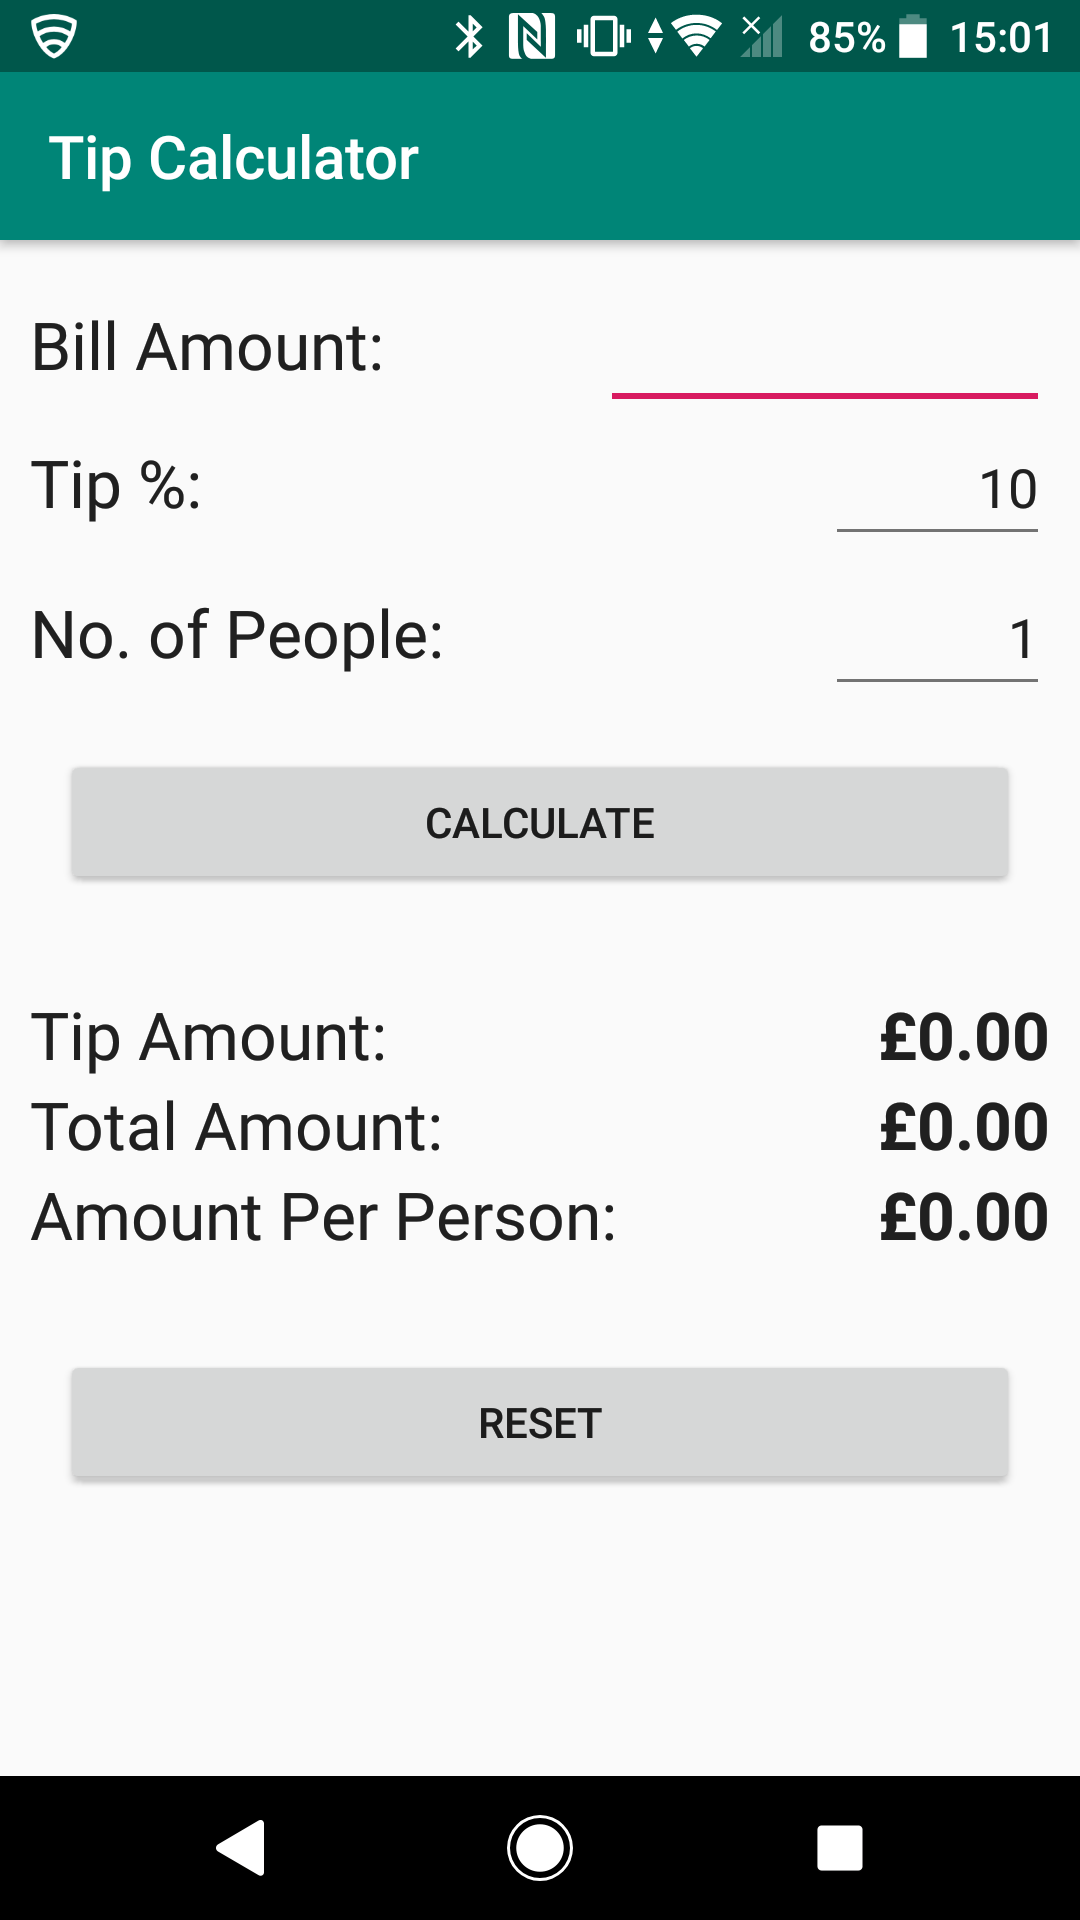 85% 15:01
Tip Calculator
Bill Amount:
Tip %: 10
No. of People: 1
CALCULATE
Tip Amount: £0.00
Total Amount: £0.00
Amount Per Person: £0.00
RESET